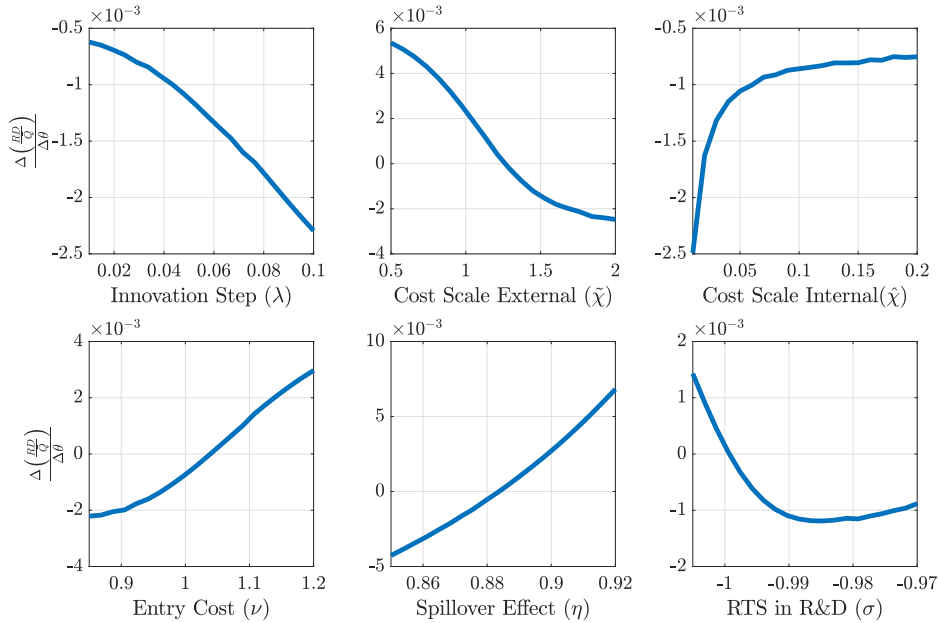 ×10⁻³ ×10⁻³ ×10⁻³
-0.5 6 -0.5
-1 4 -1
2
-1.5 0 -1.5
-2 -2 -2
-2.5 -4 -2.5
Δ(RD/Q)/Δθ
0.02 0.04 0.06 0.08 0.1 0.5 1 1.5 2 0.05 0.1 0.15 0.2
Innovation Step (λ) Cost Scale External (χ̃) Cost Scale Internal(χ̂)
×10⁻³ ×10⁻³ ×10⁻³
4 10 2
2 5 1
0 0 0
-2 -1
-4 -5 -2
Δ(RD/Q)/Δθ
0.9 1 1.1 1.2 0.86 0.88 0.9 0.92 -1 -0.99 -0.98 -0.97
Entry Cost (ν) Spillover Effect (η) RTS in R&D (σ)